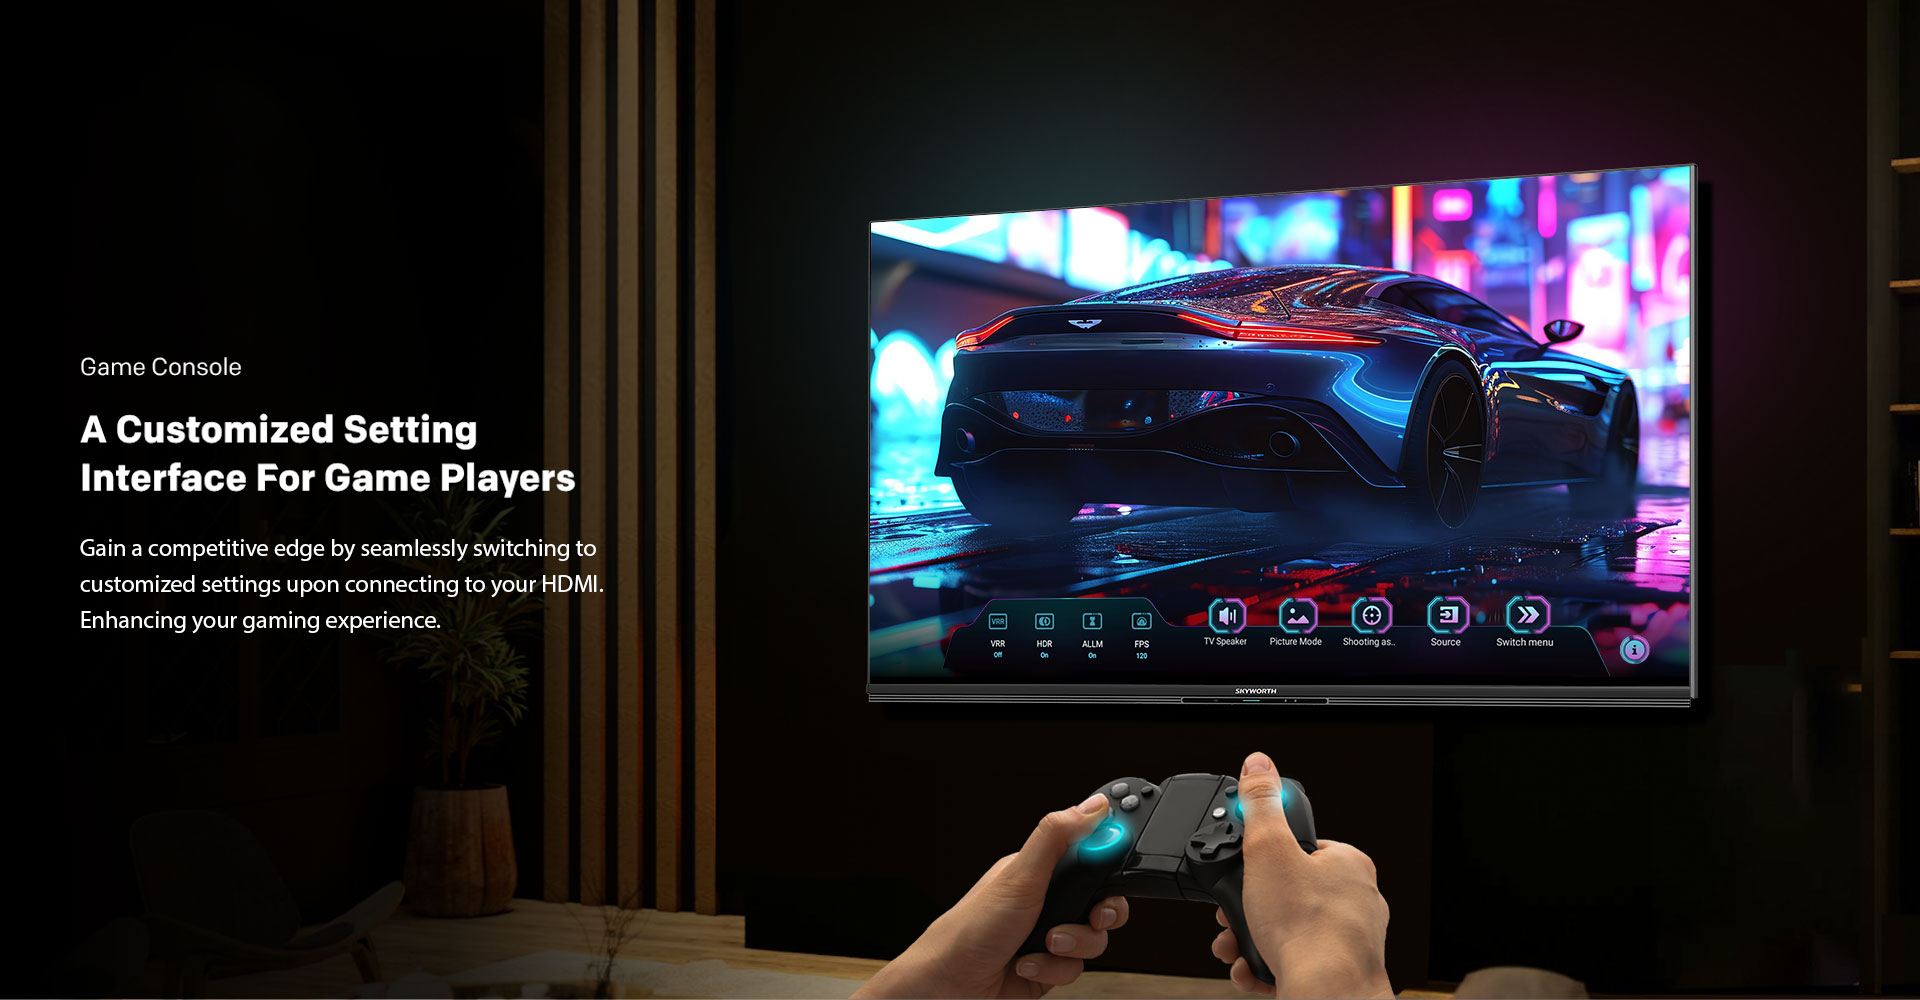 Game Console
A Customized Setting
Interface For Game Players
Gain a competitive edge by seamlessly switching to
customized settings upon connecting to your HDMI.
Enhancing your gaming experience.
VRR
VRR
Off
HDR
On
ALLM
On
FPS
120
TV Speaker
Picture Mode
Shooting as..
Source
Switch menu
SKYWORTH